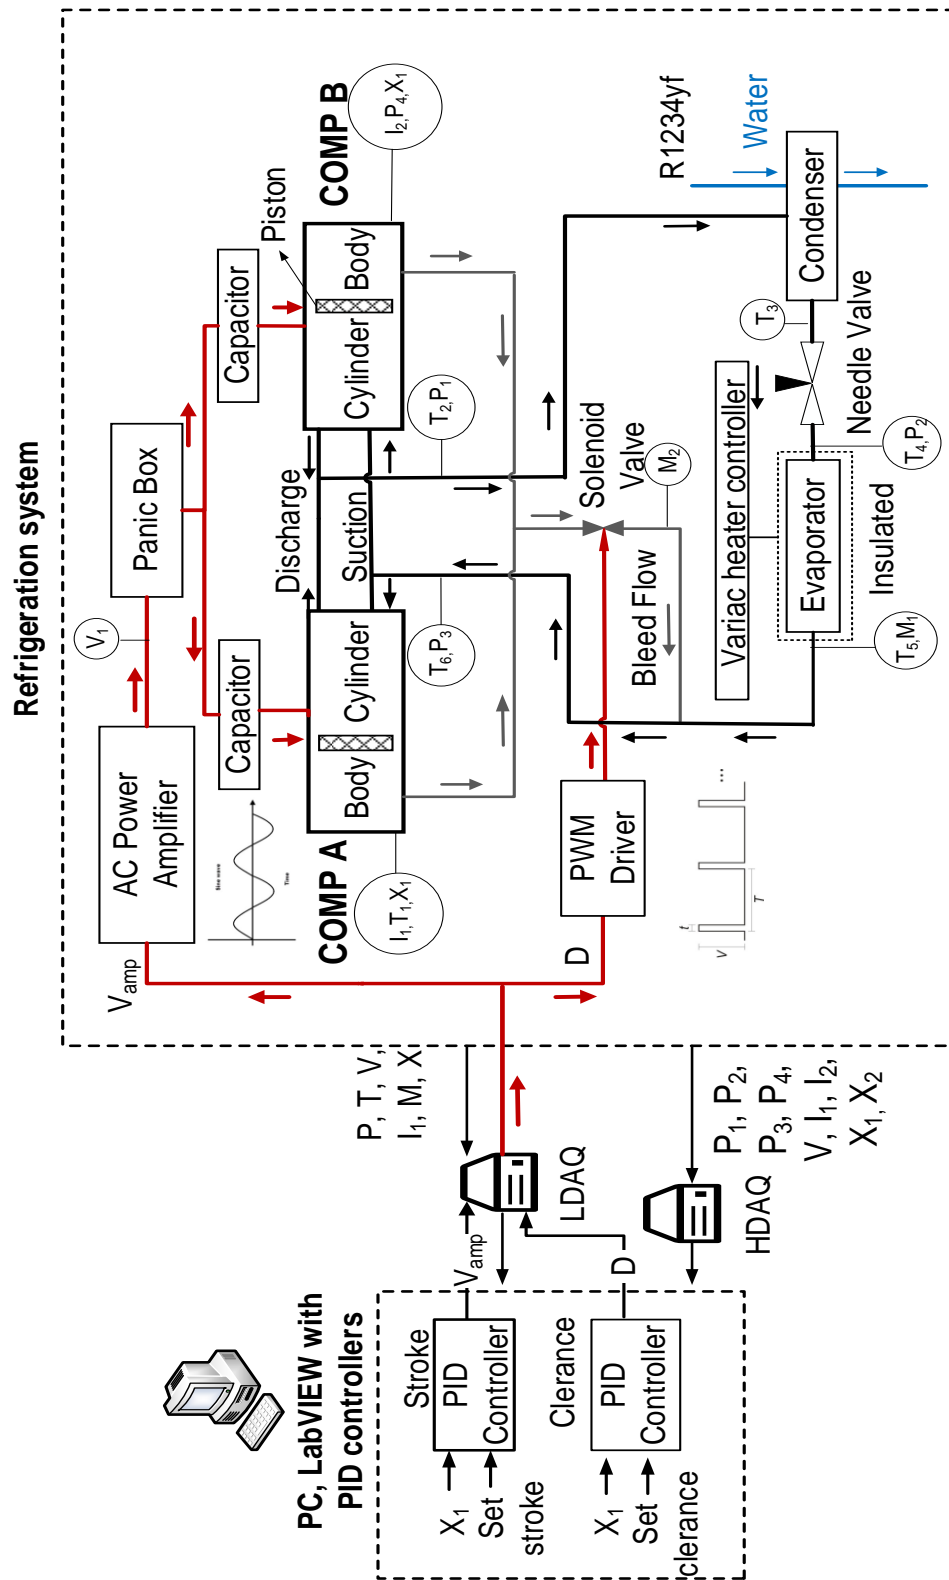 Refrigeration system
AC Power
Amplifier
V1
Panic Box
Vamp
Sine wave
Time
Capacitor
Capacitor
Piston
COMP A
Body
Cylinder
Discharge
Suction
Cylinder
Body
COMP B
I1,T1,X1
I2,P4,X1
T6,P3
T2,P1
R1234yf
Water
D
PWM
Driver
Solenoid
Valve
M2
Bleed Flow
T3
Condenser
Needle Valve
Variac heater controller
Evaporator
Insulated
T5,M1
T4,P2
t
V
T
...
PC, LabVIEW with
PID controllers
Stroke
PID
Controller
X1
Set
stroke
Vamp
Clerance
PID
Controller
X1
Set
clerance
D
LDAQ
P, T, V,
I1, M, X
HDAQ
P1, P2,
P3, P4,
V, I1, I2,
X1, X2